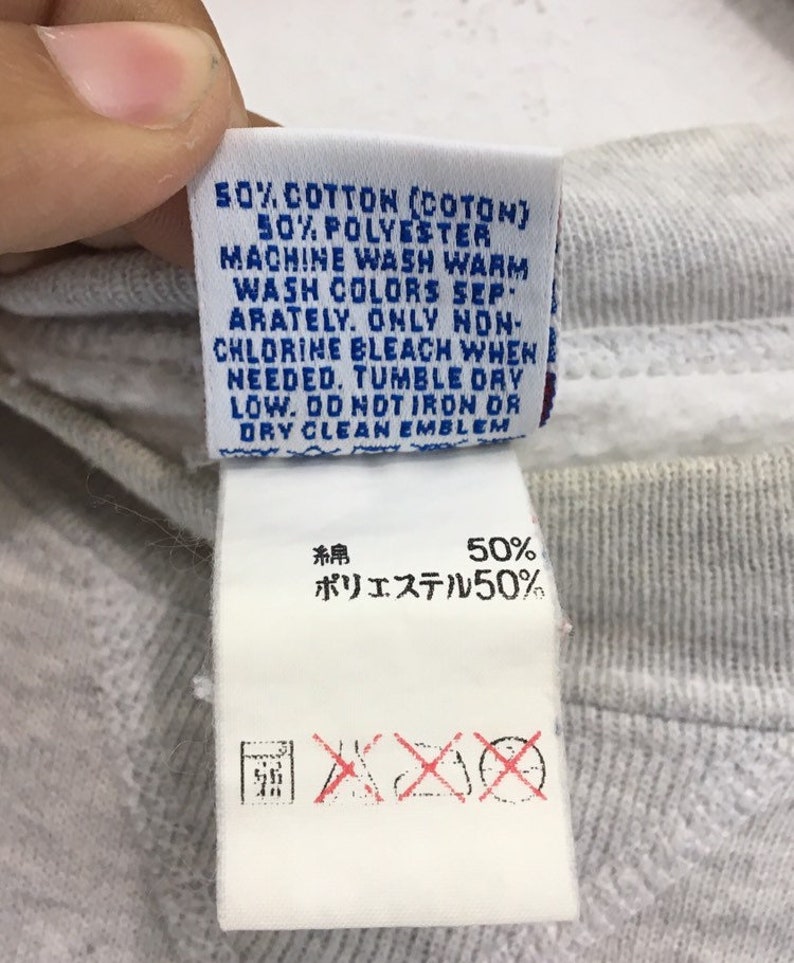 50% COTTON (COTON)
50% POLYESTER
MACHINE WASH WARM
WASH COLORS SEP-
ARATELY. ONLY NON-
CHLORINE BLEACH WHEN
NEEDED. TUMBLE DRY
LOW. DO NOT IRON OR
DRY CLEAN EMBLEM
綿 50%
ポリエステル50%